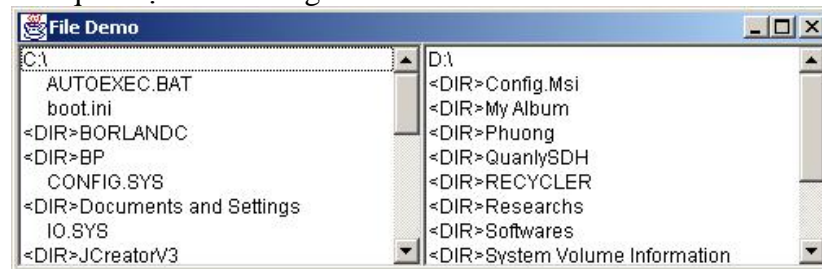 File Demo
C:\
AUTOEXEC.BAT
boot.ini
<DIR>BORLANDC
<DIR>BP
CONFIG.SYS
<DIR>Documents and Settings
IO.SYS
<DIR>JCreatorV3
D:\
<DIR>Config.Msi
<DIR>My Album
<DIR>Phuong
<DIR>QuanlySDH
<DIR>RECYCLER
<DIR>Researchs
<DIR>Softwares
<DIR>System Volume Information